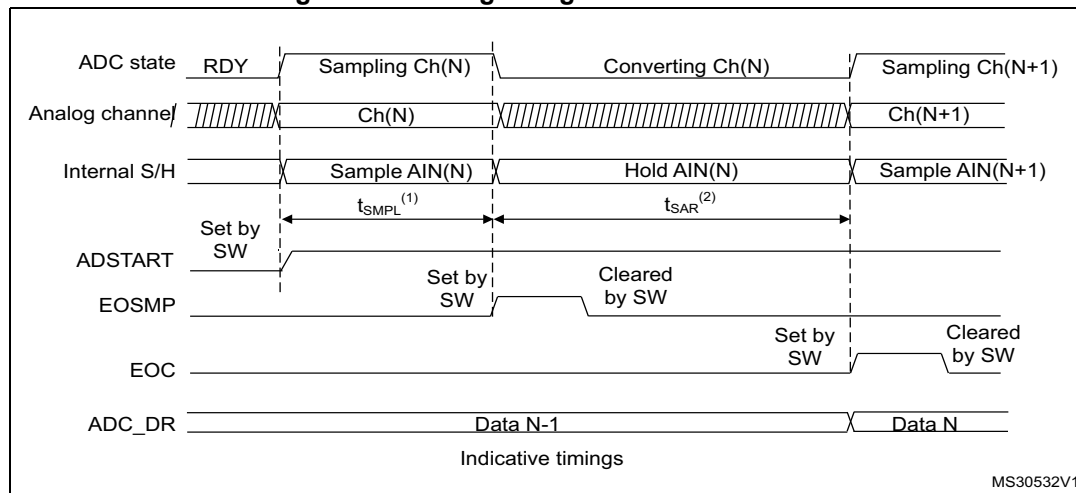 ADC state RDY Sampling Ch(N) Converting Ch(N) Sampling Ch(N+1)
Analog channel Ch(N) Ch(N+1)
Internal S/H Sample AIN(N) Hold AIN(N) Sample AIN(N+1)
tSMPL(1) tSAR(2)
Set by
SW
ADSTART
Set by
SW
Cleared
by SW
EOSMP
Set by
SW
Cleared
by SW
EOC
ADC_DR Data N-1 Data N
Indicative timings
MS30532V1